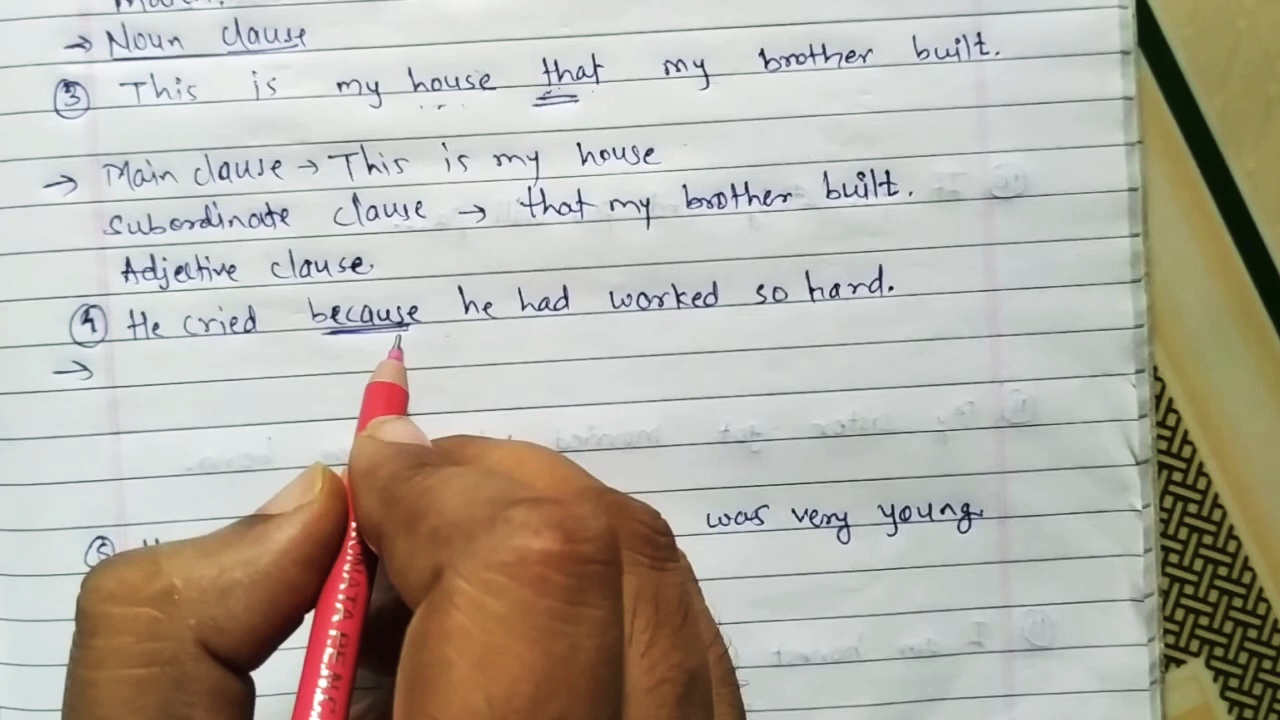 → Noun clause
③ This is my house that my brother built.
→ Main clause → This is my house
Subordinate clause → that my brother built.
Adjective clause.
④ He cried because he had worked so hard.
→
⑤ was very young.